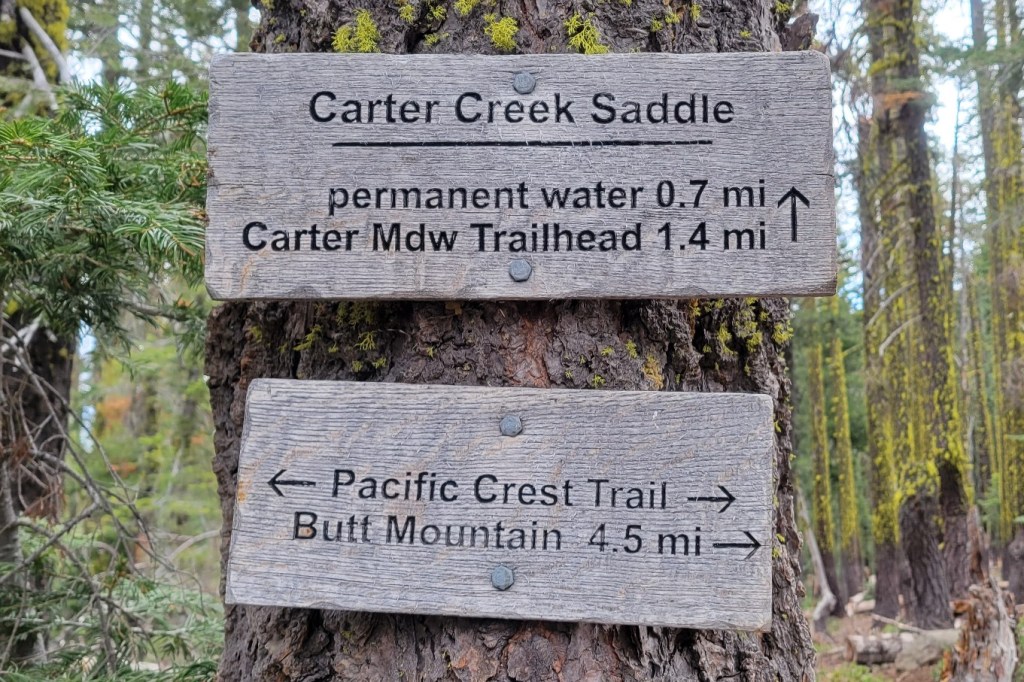 Carter Creek Saddle
permanent water 0.7 mi ↑
Carter Mdw Trailhead 1.4 mi
← Pacific Crest Trail →
Butt Mountain 4.5 mi →